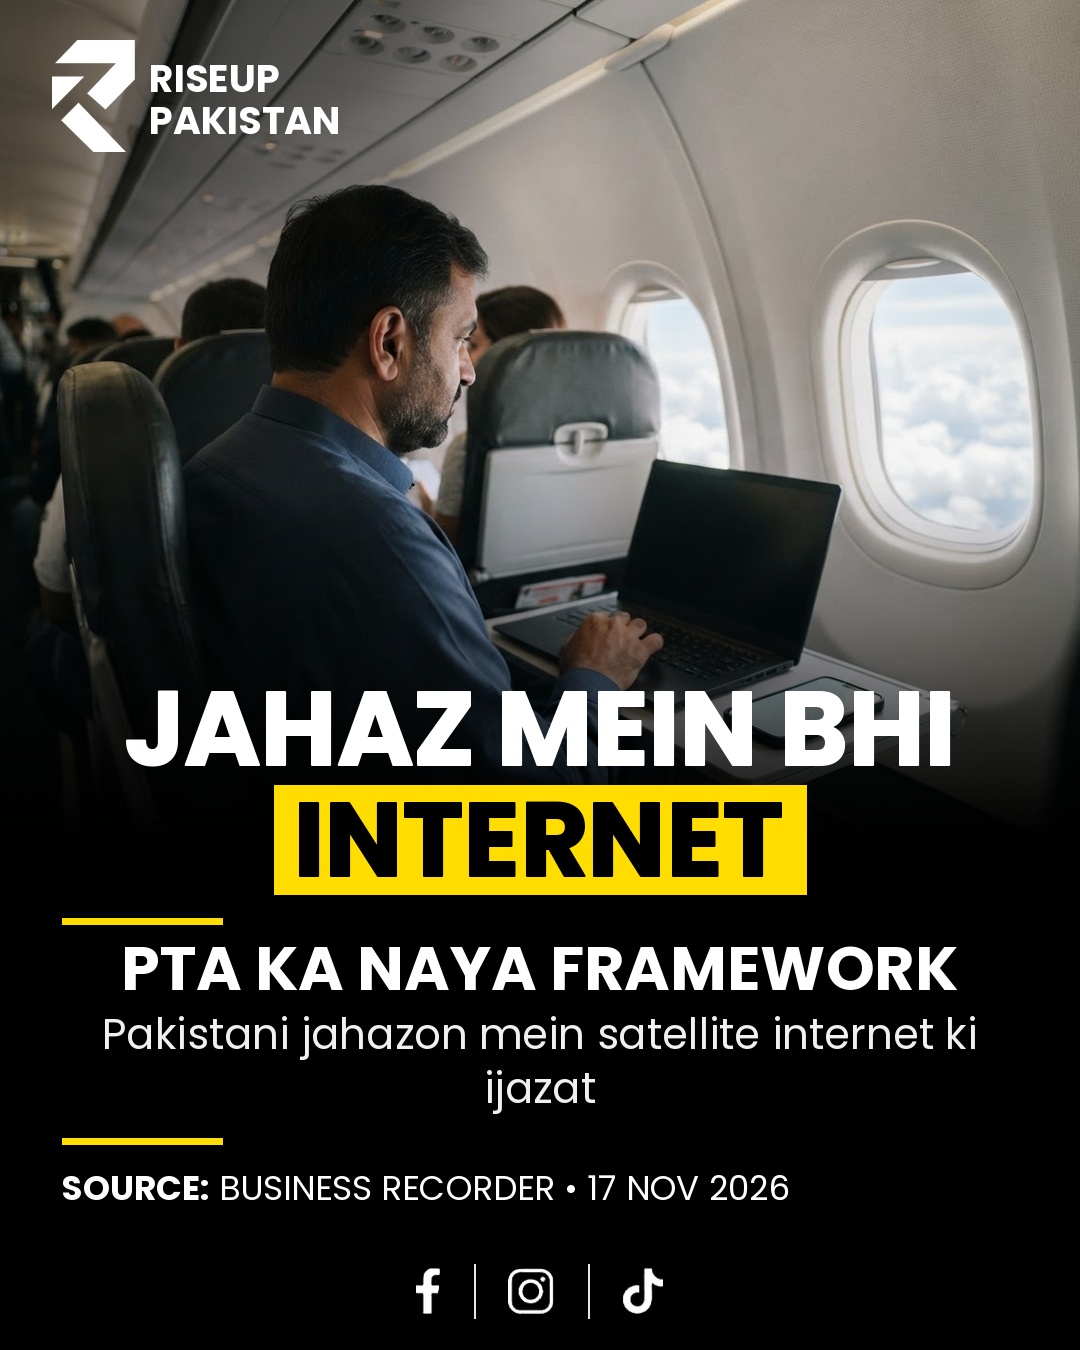 RISEUP
PAKISTAN
JAHAZ MEIN BHI
INTERNET
PTA KA NAYA FRAMEWORK
Pakistani jahazon mein satellite internet ki
ijazat
SOURCE: BUSINESS RECORDER • 17 NOV 2026